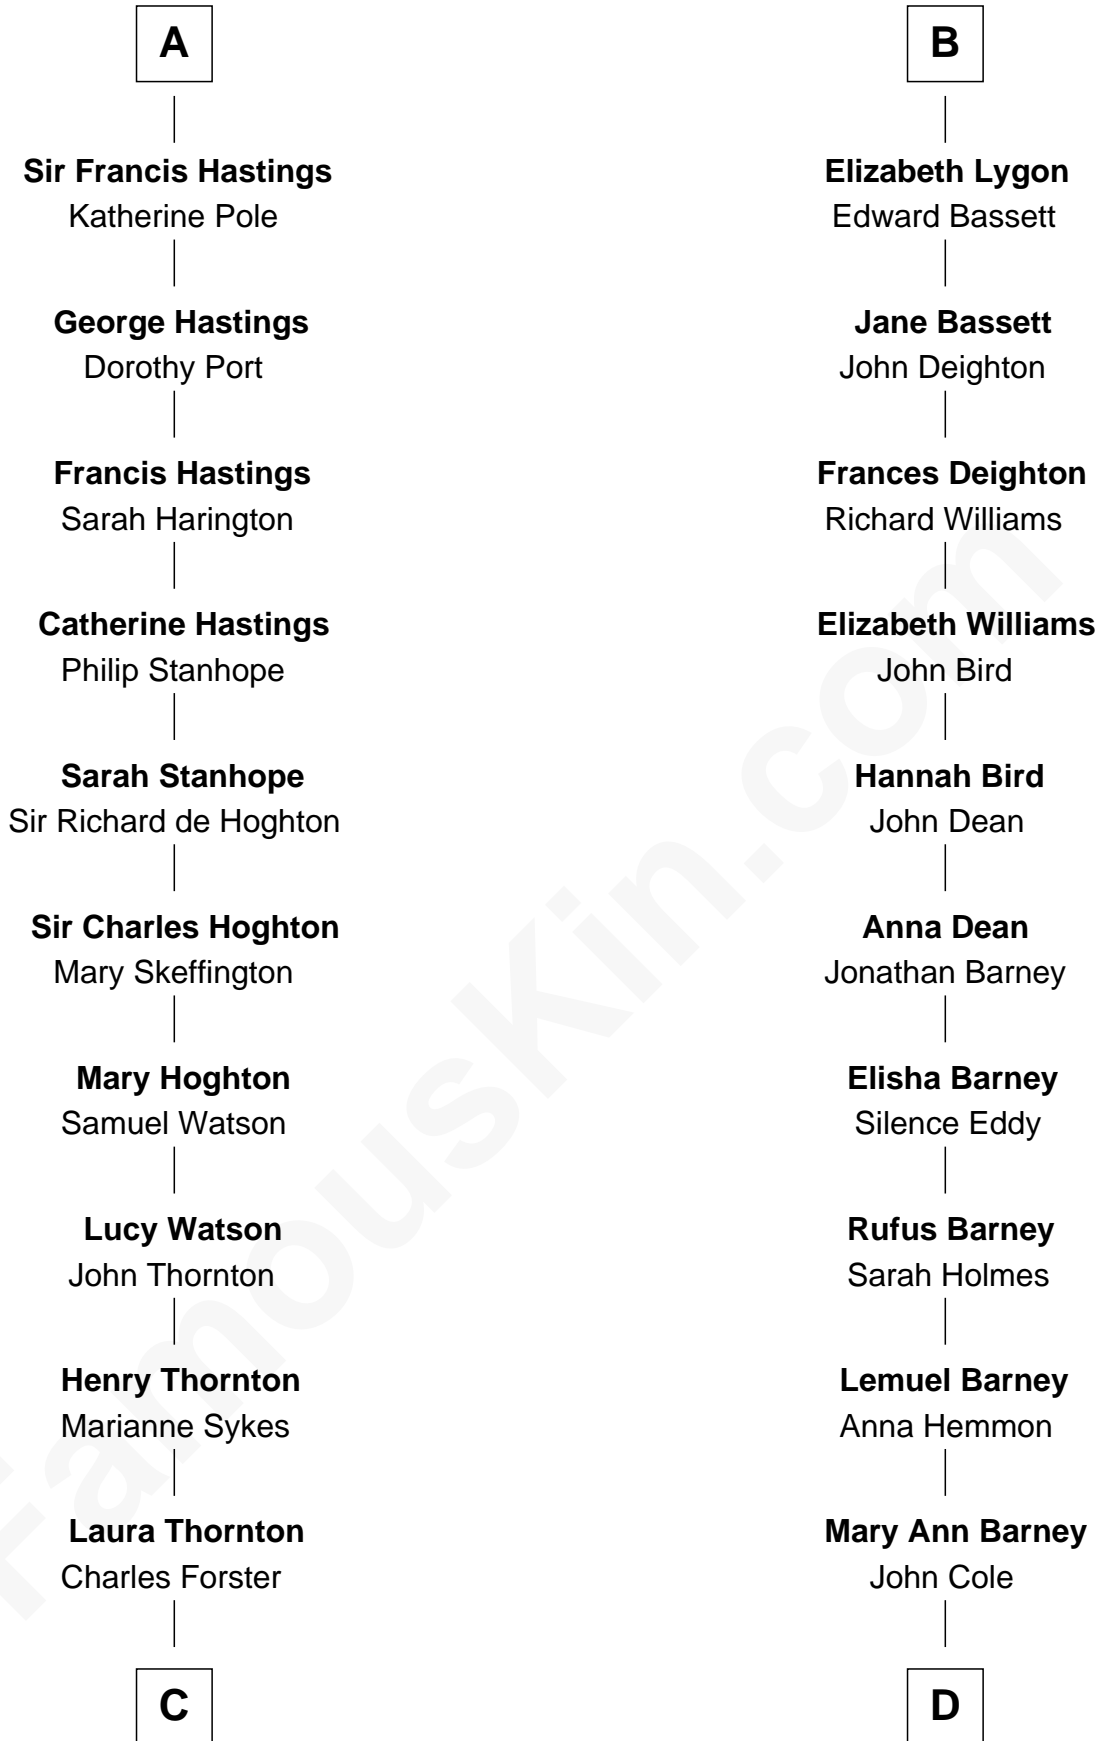 A
Sir Francis Hastings
Katherine Pole
George Hastings
Dorothy Port
Francis Hastings
Sarah Harington
Catherine Hastings
Philip Stanhope
Sarah Stanhope
Sir Richard de Hoghton
Sir Charles Hoghton
Mary Skeffington
Mary Hoghton
Samuel Watson
Lucy Watson
John Thornton
Henry Thornton
Marianne Sykes
Laura Thornton
Charles Forster
C
B
Elizabeth Lygon
Edward Bassett
Jane Bassett
John Deighton
Frances Deighton
Richard Williams
Elizabeth Williams
John Bird
Hannah Bird
John Dean
Anna Dean
Jonathan Barney
Elisha Barney
Silence Eddy
Rufus Barney
Sarah Holmes
Lemuel Barney
Anna Hemmon
Mary Ann Barney
John Cole
D
FamousKin.com